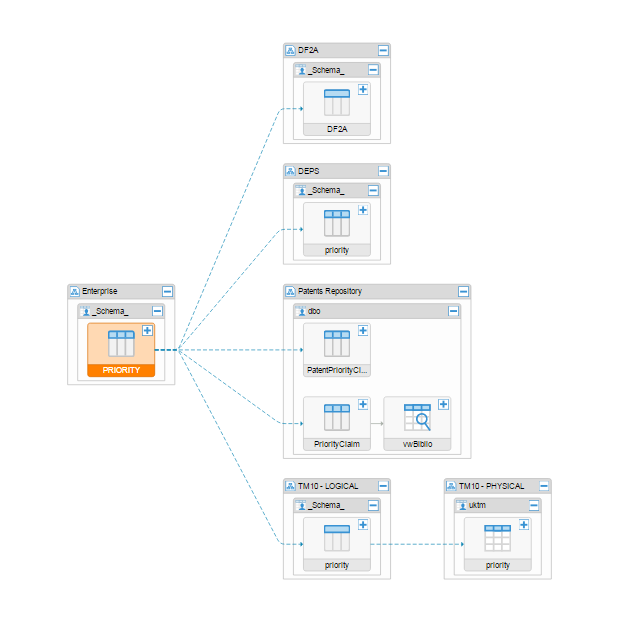 DF2A
_Schema_
DF2A
DEPS
_Schema_
priority
Enterprise
_Schema_
PRIORITY
Patents Repository
dbo
PatentPriorityCl...
PriorityClaim
vwBiblio
TM10 - LOGICAL
_Schema_
priority
TM10 - PHYSICAL
uktm
priority